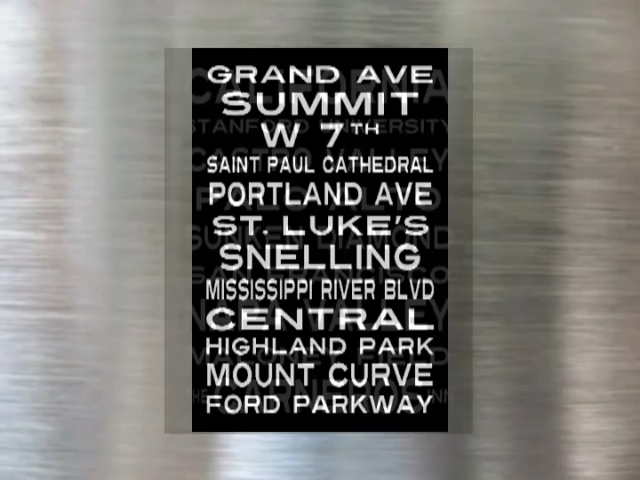 GRAND AVE
SUMMIT
W 7TH
SAINT PAUL CATHEDRAL
PORTLAND AVE
ST. LUKE'S
SNELLING
MISSISSIPPI RIVER BLVD
CENTRAL
HIGHLAND PARK
MOUNT CURVE
FORD PARKWAY